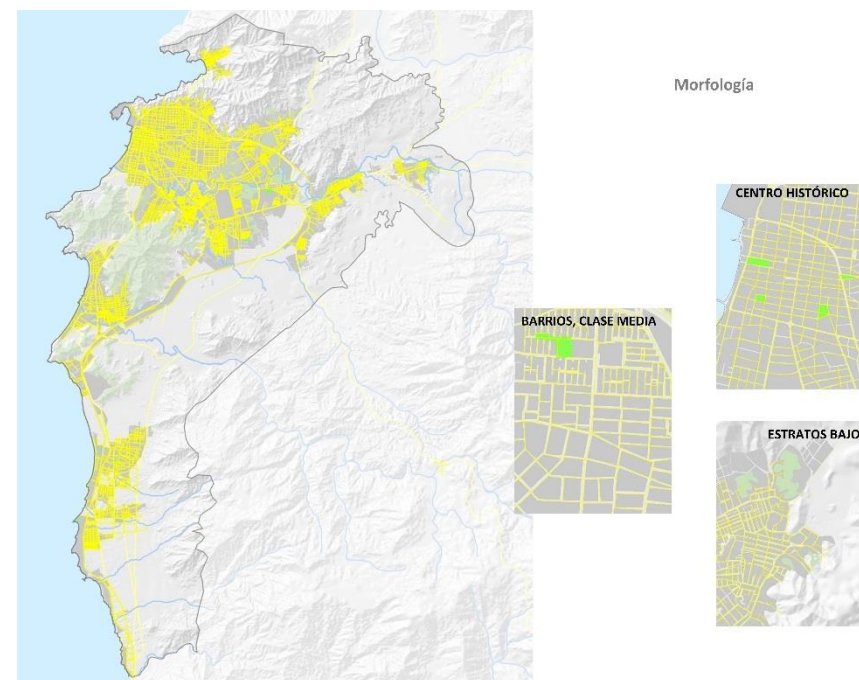 Morfología
CENTRO HISTÓRICO
BARRIOS, CLASE MEDIA
ESTRATOS BAJO